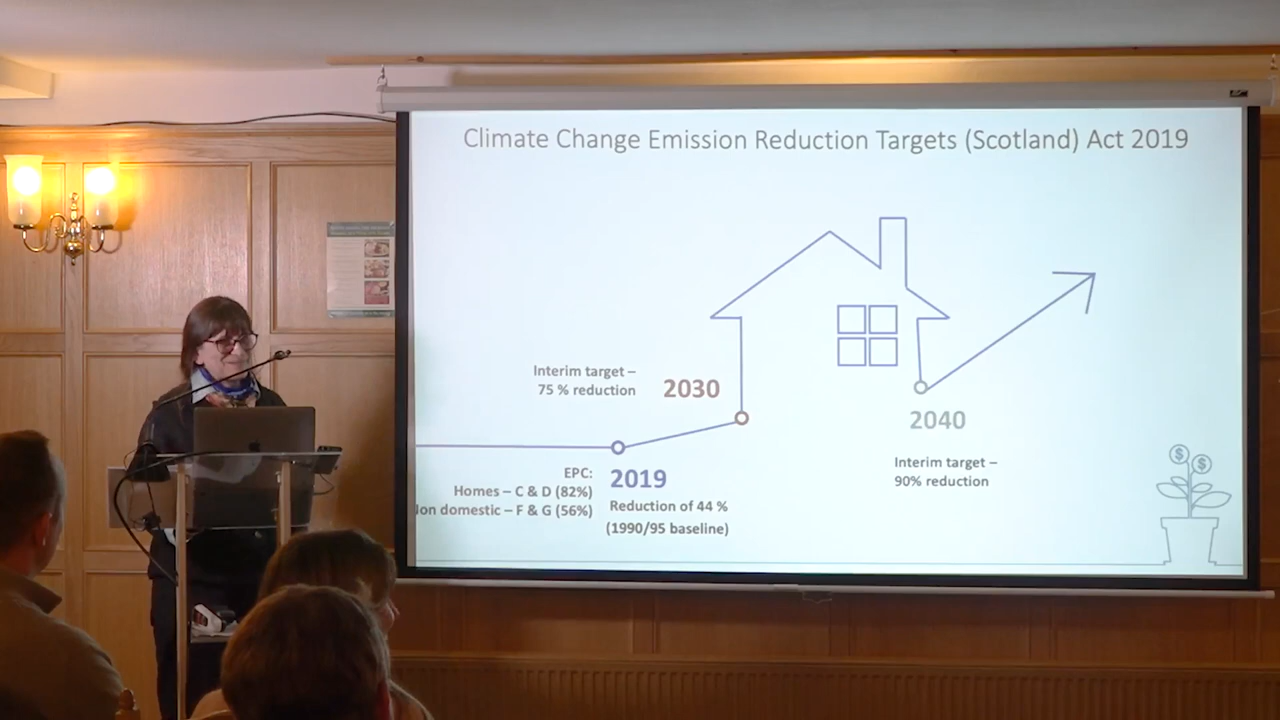 Climate Change Emission Reduction Targets (Scotland) Act 2019
Interim target –
75 % reduction
2030
EPC:
Homes – C & D (82%)
domestic – F & G (56%)
2019
Reduction of 44 %
(1990/95 baseline)
2040
Interim target –
90% reduction
$ $